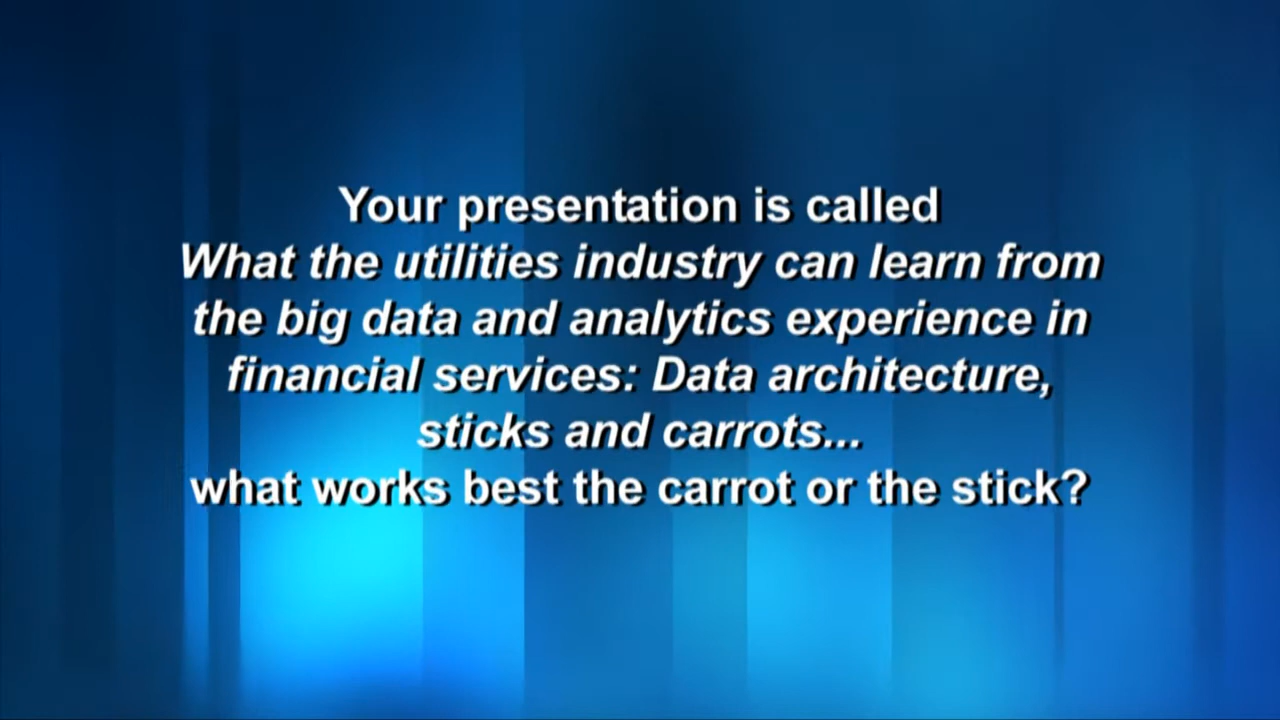 Your presentation is called
What the utilities industry can learn from
the big data and analytics experience in
financial services: Data architecture,
sticks and carrots...
what works best the carrot or the stick?